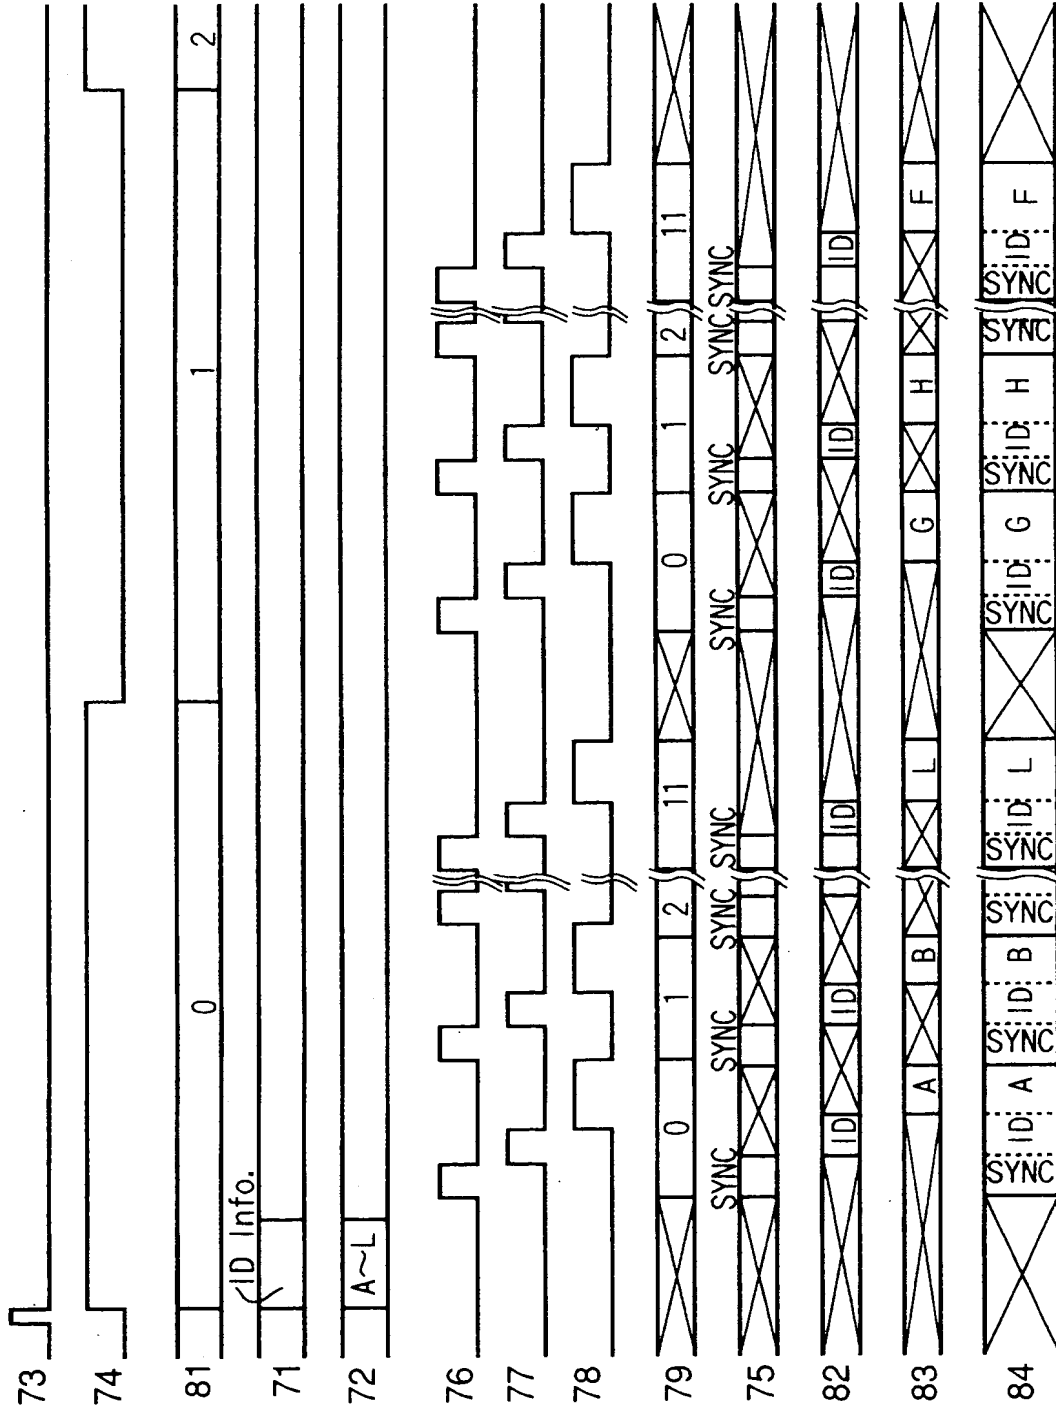 73
74
81 0 1 2
71 ID Info.
72 A~L
76
77
78
79 0 1 2 11 0 1 2 11
75 SYNC SYNC SYNC SYNC SYNC SYNC SYNC SYNC
82 ID ID ID ID ID ID
83 A B L G H F
84 SYNC ID A SYNC ID B SYNC SYNC ID L SYNC ID G SYNC ID H SYNC SYNC ID F